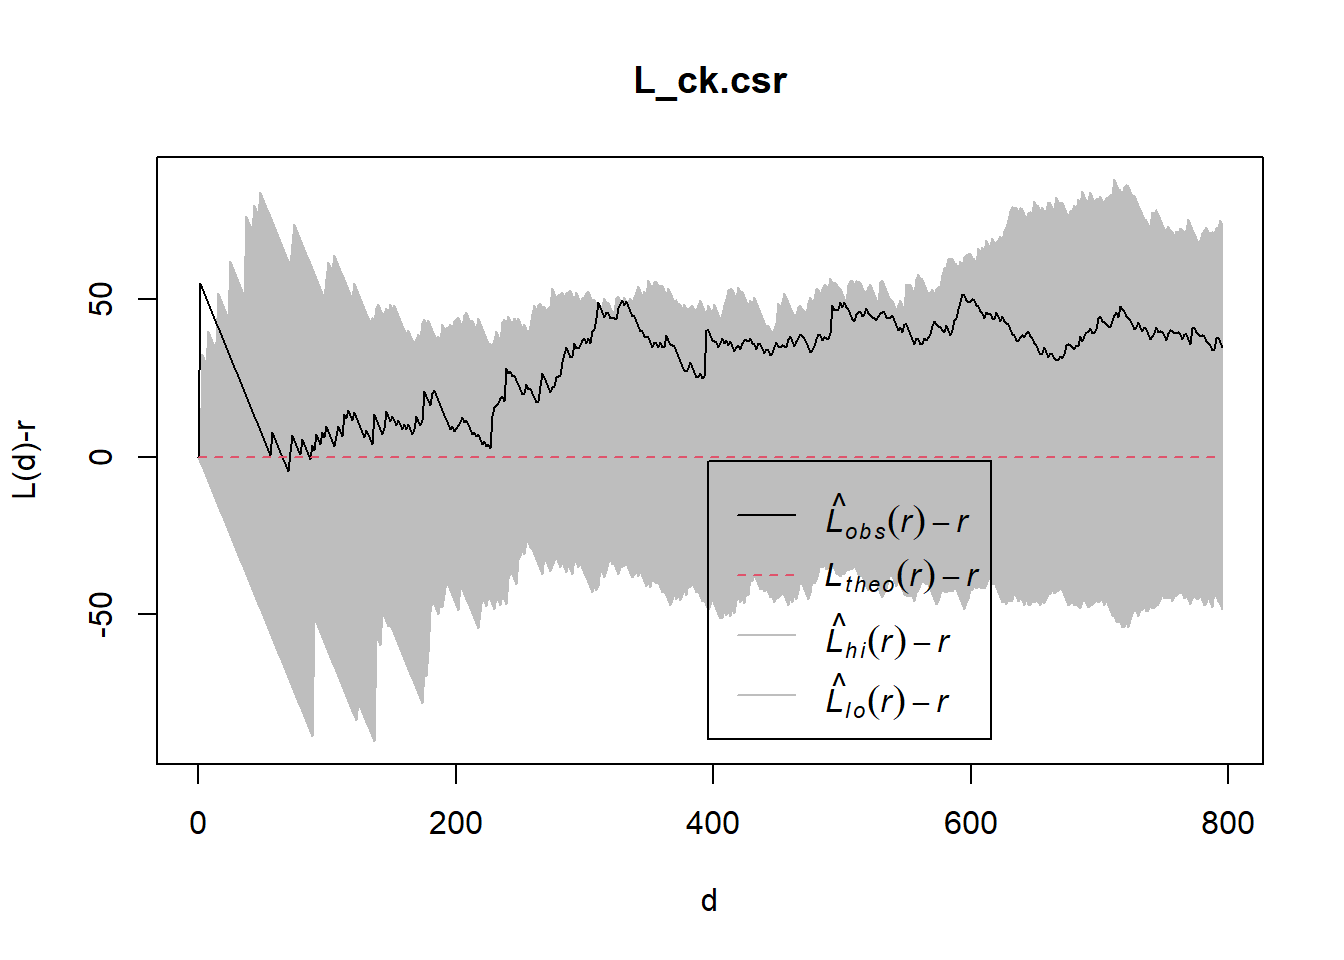 L_ck.csr
L(d)-r
50
0
-50
L̂obs(r) − r
Ltheo(r) − r
L̂hi(r) − r
L̂lo(r) − r
0 200 400 600 800
d